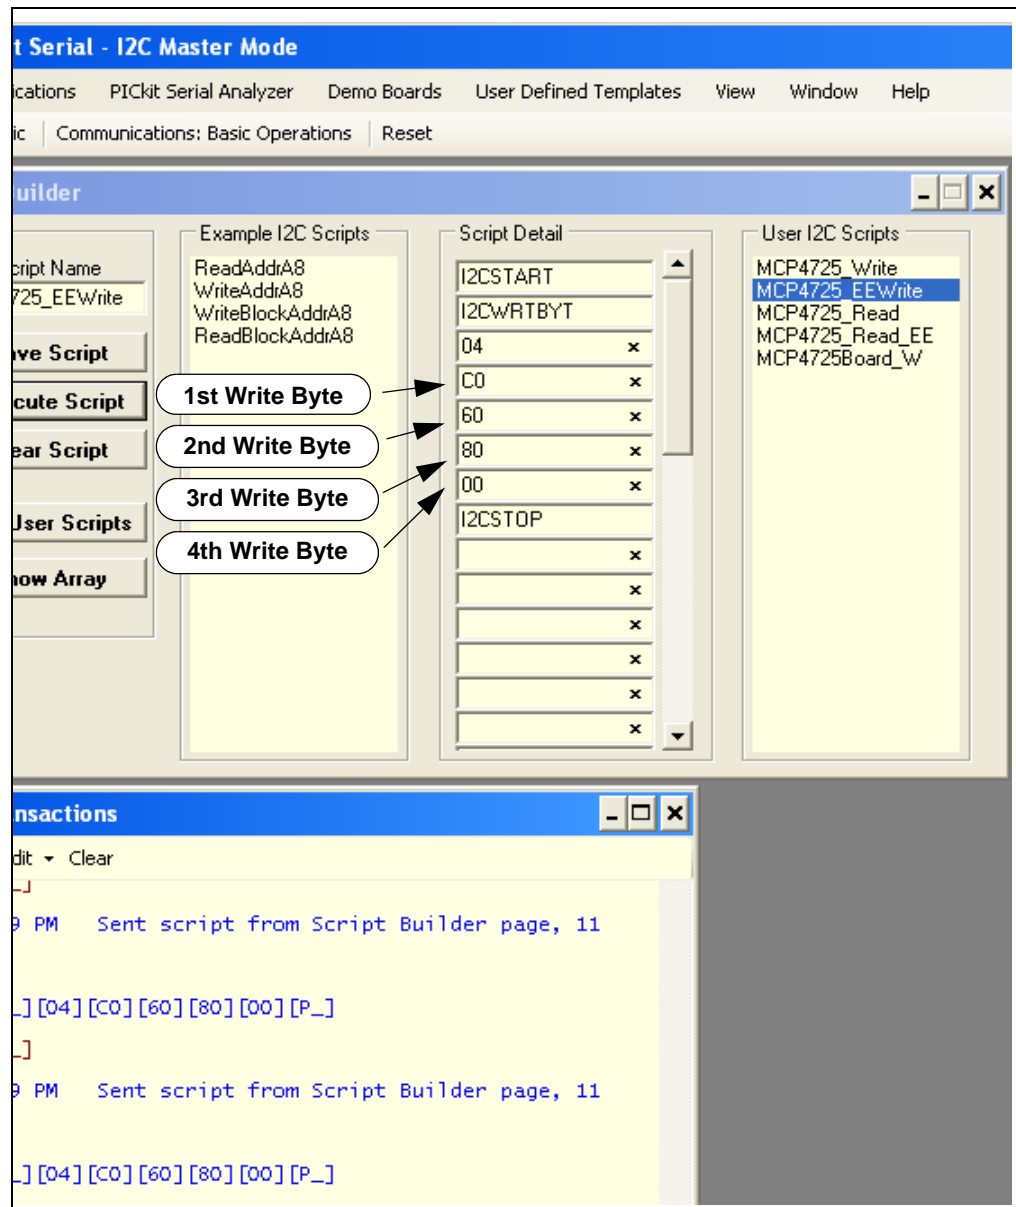 t Serial - I2C Master Mode
ications PICkit Serial Analyzer Demo Boards User Defined Templates View Window Help
ic Communications: Basic Operations Reset
uilder
cript Name
725_EEWrite
ave Script
cute Script
ear Script
User Scripts
how Array
Example I2C Scripts
ReadAddrA8
WriteAddrA8
WriteBlockAddrA8
ReadBlockAddrA8
1st Write Byte
2nd Write Byte
3rd Write Byte
4th Write Byte
Script Detail
I2CSTART
I2CWRTBYT
04 x
C0 x
60 x
80 x
00 x
I2CSTOP
x
x
x
x
x
x
User I2C Scripts
MCP4725_Write
MCP4725_EEWrite
MCP4725_Read
MCP4725_Read_EE
MCP4725Board_W
nsactions
dit Clear
_]
9 PM Sent script from Script Builder page, 11
_][04][C0][60][80][00][P_]
_]
9 PM Sent script from Script Builder page, 11
_][04][C0][60][80][00][P_]